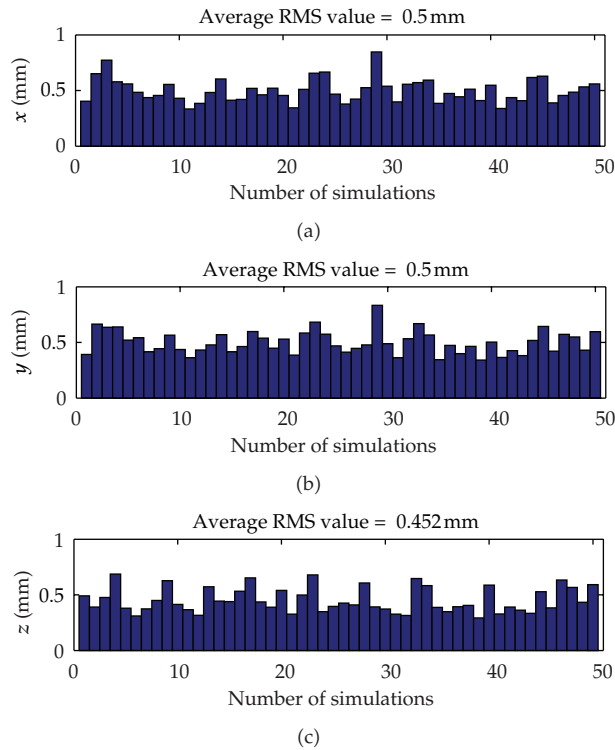 Average RMS value = 0.5 mm
1
0.5
0
x (mm)
0 10 20 30 40 50
Number of simulations
(a)
Average RMS value = 0.5 mm
1
0.5
0
y (mm)
0 10 20 30 40 50
Number of simulations
(b)
Average RMS value = 0.452 mm
1
0.5
0
z (mm)
0 10 20 30 40 50
Number of simulations
(c)